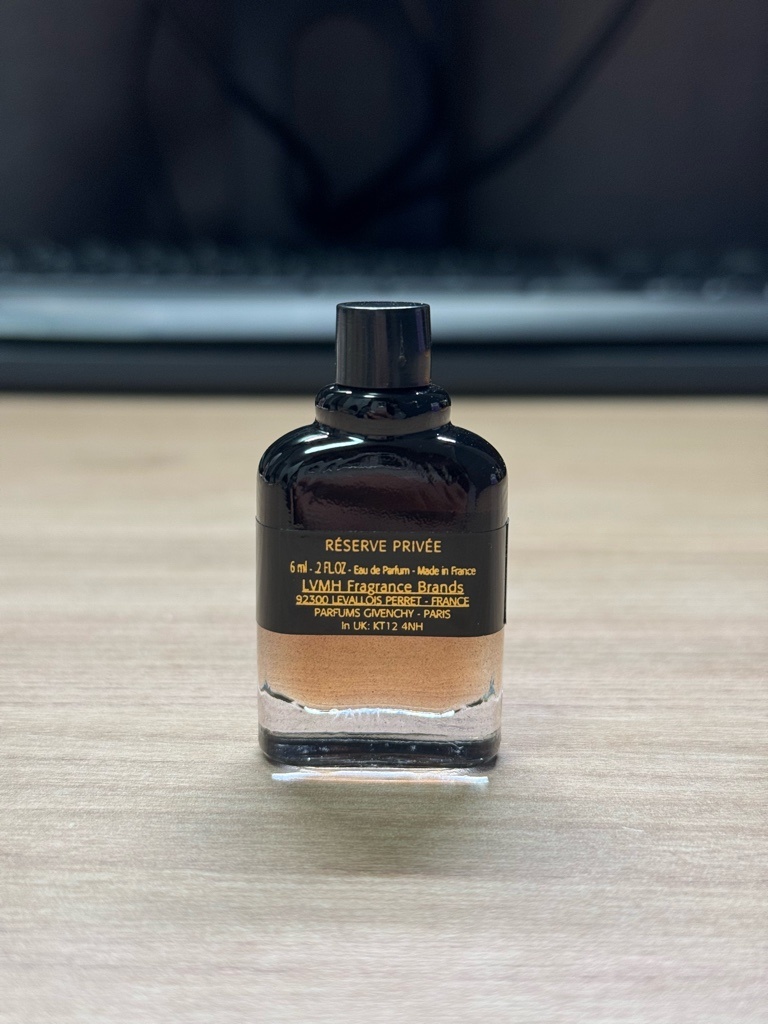 RÉSERVE PRIVÉE
6 ml - .2 FL.OZ - Eau de Parfum - Made in France
LVMH Fragrance Brands
92300 LEVALLOIS PERRET - FRANCE
PARFUMS GIVENCHY - PARIS
In UK: KT12 4NH